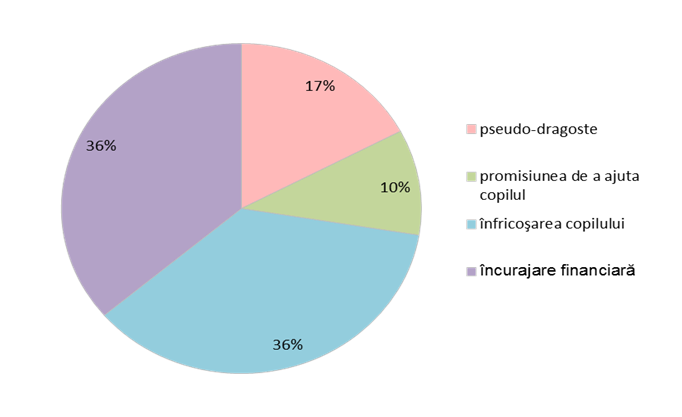 17%
36%
10%
36%
pseudo-dragoste
promisiunea de a ajuta
copilul
înfricoşarea copilului
încurajare financiară